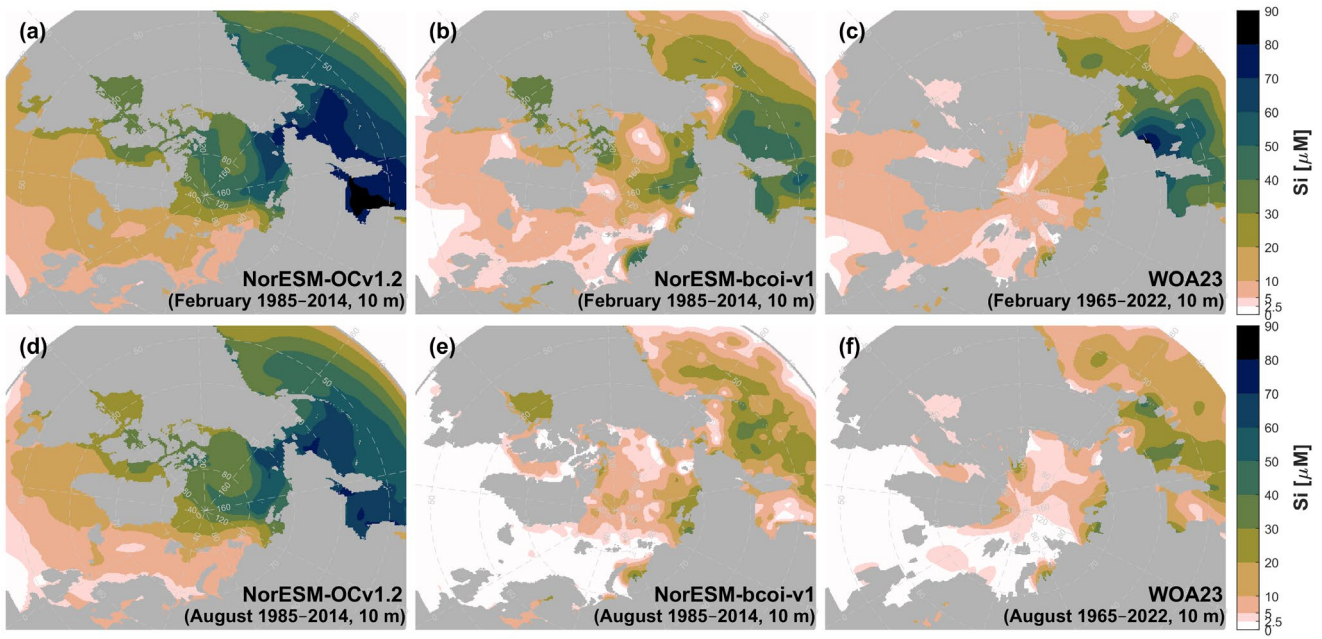 (a)
(b)
(c)
NorESM-OCv1.2
(February 1985–2014, 10 m)
NorESM-bcoi-v1
(February 1985–2014, 10 m)
WOA23
(February 1965–2022, 10 m)
90
80
70
60
50
40
30
20
10
5
2.5
0
Si [μM]
(d)
(e)
(f)
NorESM-OCv1.2
(August 1985–2014, 10 m)
NorESM-bcoi-v1
(August 1985–2014, 10 m)
WOA23
(August 1965–2022, 10 m)
90
80
70
60
50
40
30
20
10
5
2.5
0
Si [μM]